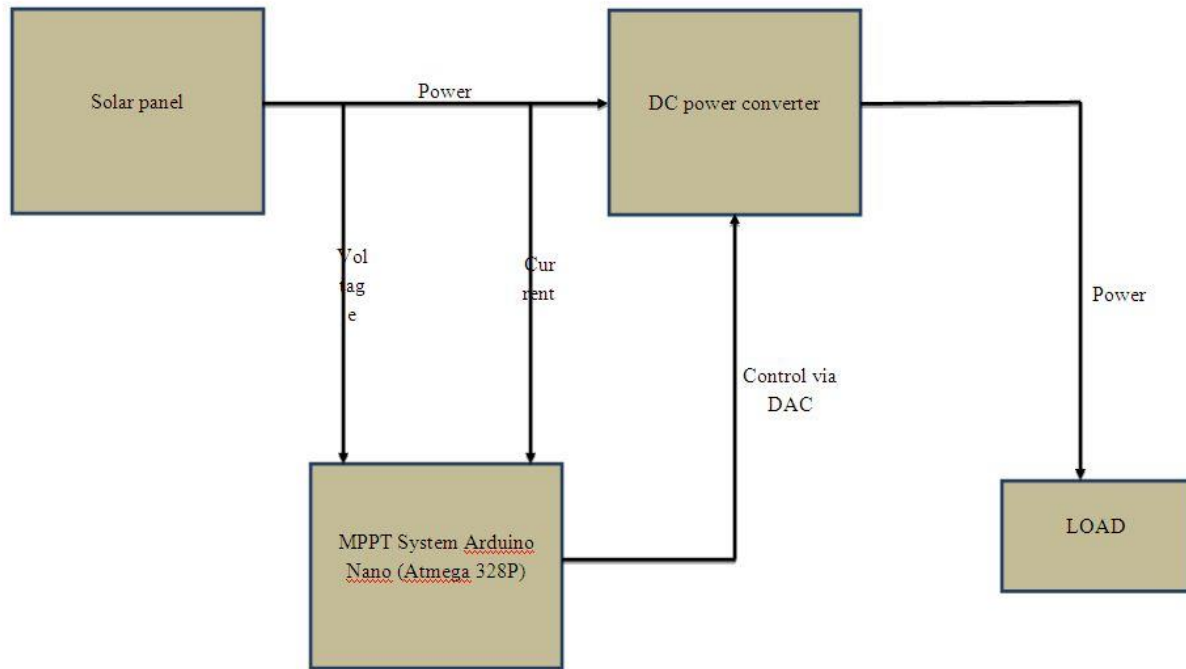 Solar panel
Power
DC power converter
Vol
tag
e
Cur
rent
Power
Control via
DAC
MPPT System Arduino
Nano (Atmega 328P)
LOAD